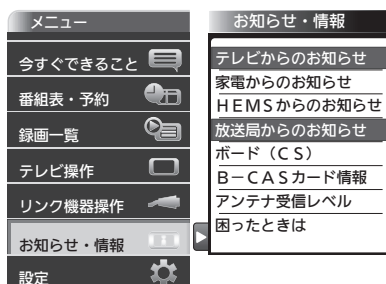 メニュー
今すぐできること
番組表・予約
録画一覧
テレビ操作
リンク機器操作
お知らせ・情報
設定
お知らせ・情報
テレビからのお知らせ
家電からのお知らせ
ＨＥＭＳからのお知らせ
放送局からのお知らせ
ボード（ＣＳ）
Ｂ－ＣＡＳカード情報
アンテナ受信レベル
困ったときは